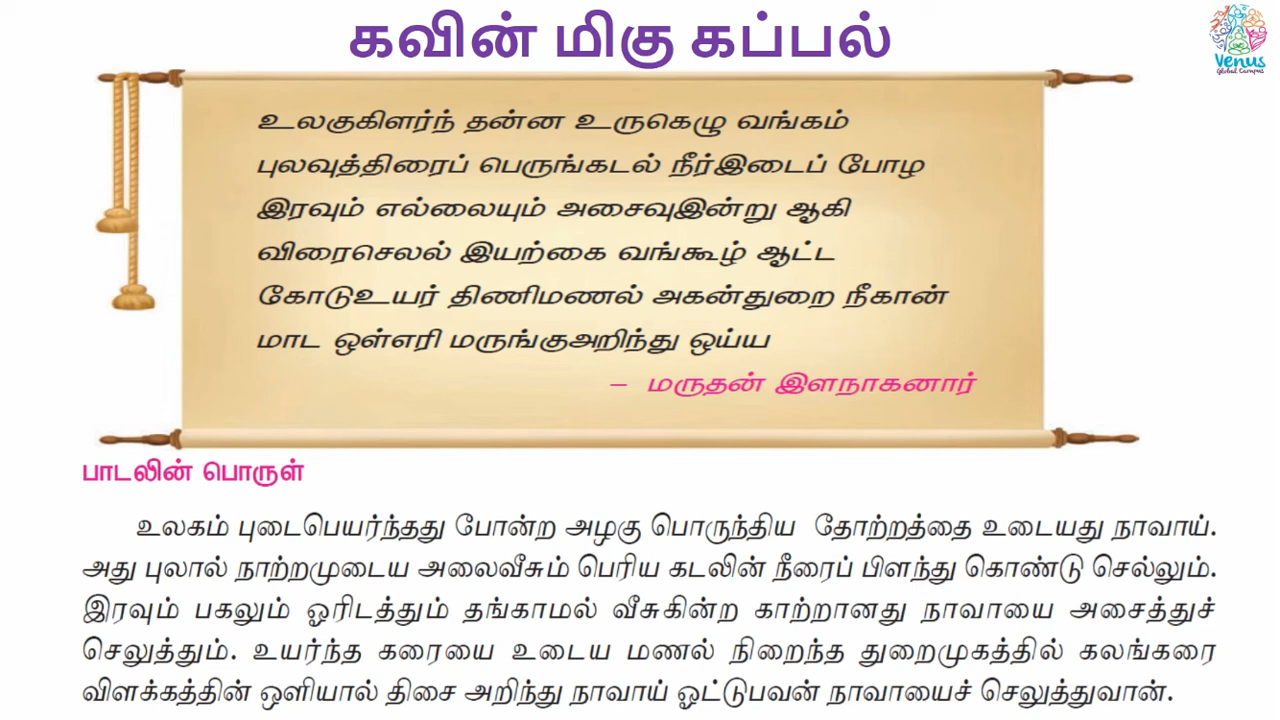 கவின் மிகு கப்பல்
Venus
Global Campus
உலகுகிளர்ந் தன்ன உருகெழு வங்கம்
புலவுத்திரைப் பெருங்கடல் நீர்இடைப் போழ
இரவும் எல்லையும் அசைவுஇன்று ஆகி
விரைசெலல் இயற்கை வங்கூழ் ஆட்ட
கோடுஉயர் திணிமணல் அகன்துறை நீகான்
மாட ஒள்எரி மருங்குஅறிந்து ஒய்ய
– மருதன் இளநாகனார்
பாடலின் பொருள்
உலகம் புடைபெயர்ந்தது போன்ற அழகு பொருந்திய தோற்றத்தை உடையது நாவாய்.
அது புலால் நாற்றமுடைய அலைவீசும் பெரிய கடலின் நீரைப் பிளந்து கொண்டு செல்லும்.
இரவும் பகலும் ஓரிடத்தும் தங்காமல் வீசுகின்ற காற்றானது நாவாயை அசைத்துச்
செலுத்தும். உயர்ந்த கரையை உடைய மணல் நிறைந்த துறைமுகத்தில் கலங்கரை
விளக்கத்தின் ஒளியால் திசை அறிந்து நாவாய் ஓட்டுபவன் நாவாயைச் செலுத்துவான்.